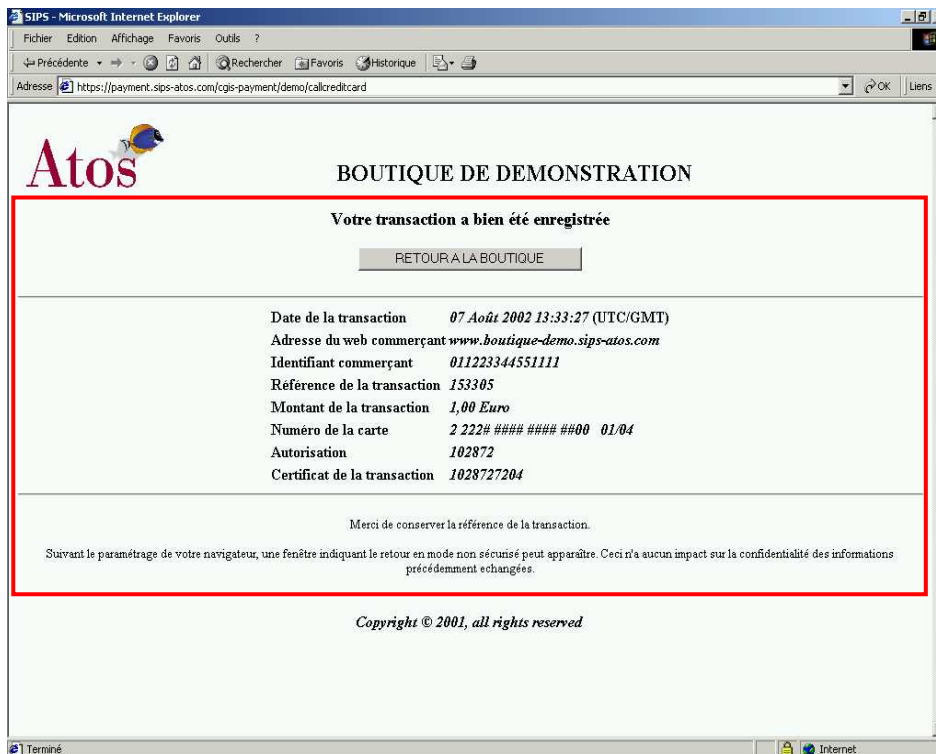 SIPS - Microsoft Internet Explorer
Fichier Edition Affichage Favoris Outils ?
Précédente Rechercher Favoris Historique
Adresse https://payment.sips-atos.com/cgis-payment/demo/callcreditcard OK Liens
Atos
BOUTIQUE DE DEMONSTRATION
Votre transaction a bien été enregistrée
RETOUR A LA BOUTIQUE
Date de la transaction 07 Août 2002 13:33:27 (UTC/GMT)
Adresse du web commerçant www.boutique-demo.sips-atos.com
Identifiant commerçant 011223344551111
Référence de la transaction 153305
Montant de la transaction 1,00 Euro
Numéro de la carte 2 222# #### #### ##00 01/04
Autorisation 102872
Certificat de la transaction 1028727204
Merci de conserver la référence de la transaction.
Suivant le paramétrage de votre navigateur, une fenêtre indiquant le retour en mode non sécurisé peut apparaître. Ceci n'a aucun impact sur la confidentialité des informations
précédemment echangées.
Copyright © 2001, all rights reserved
Terminé Internet